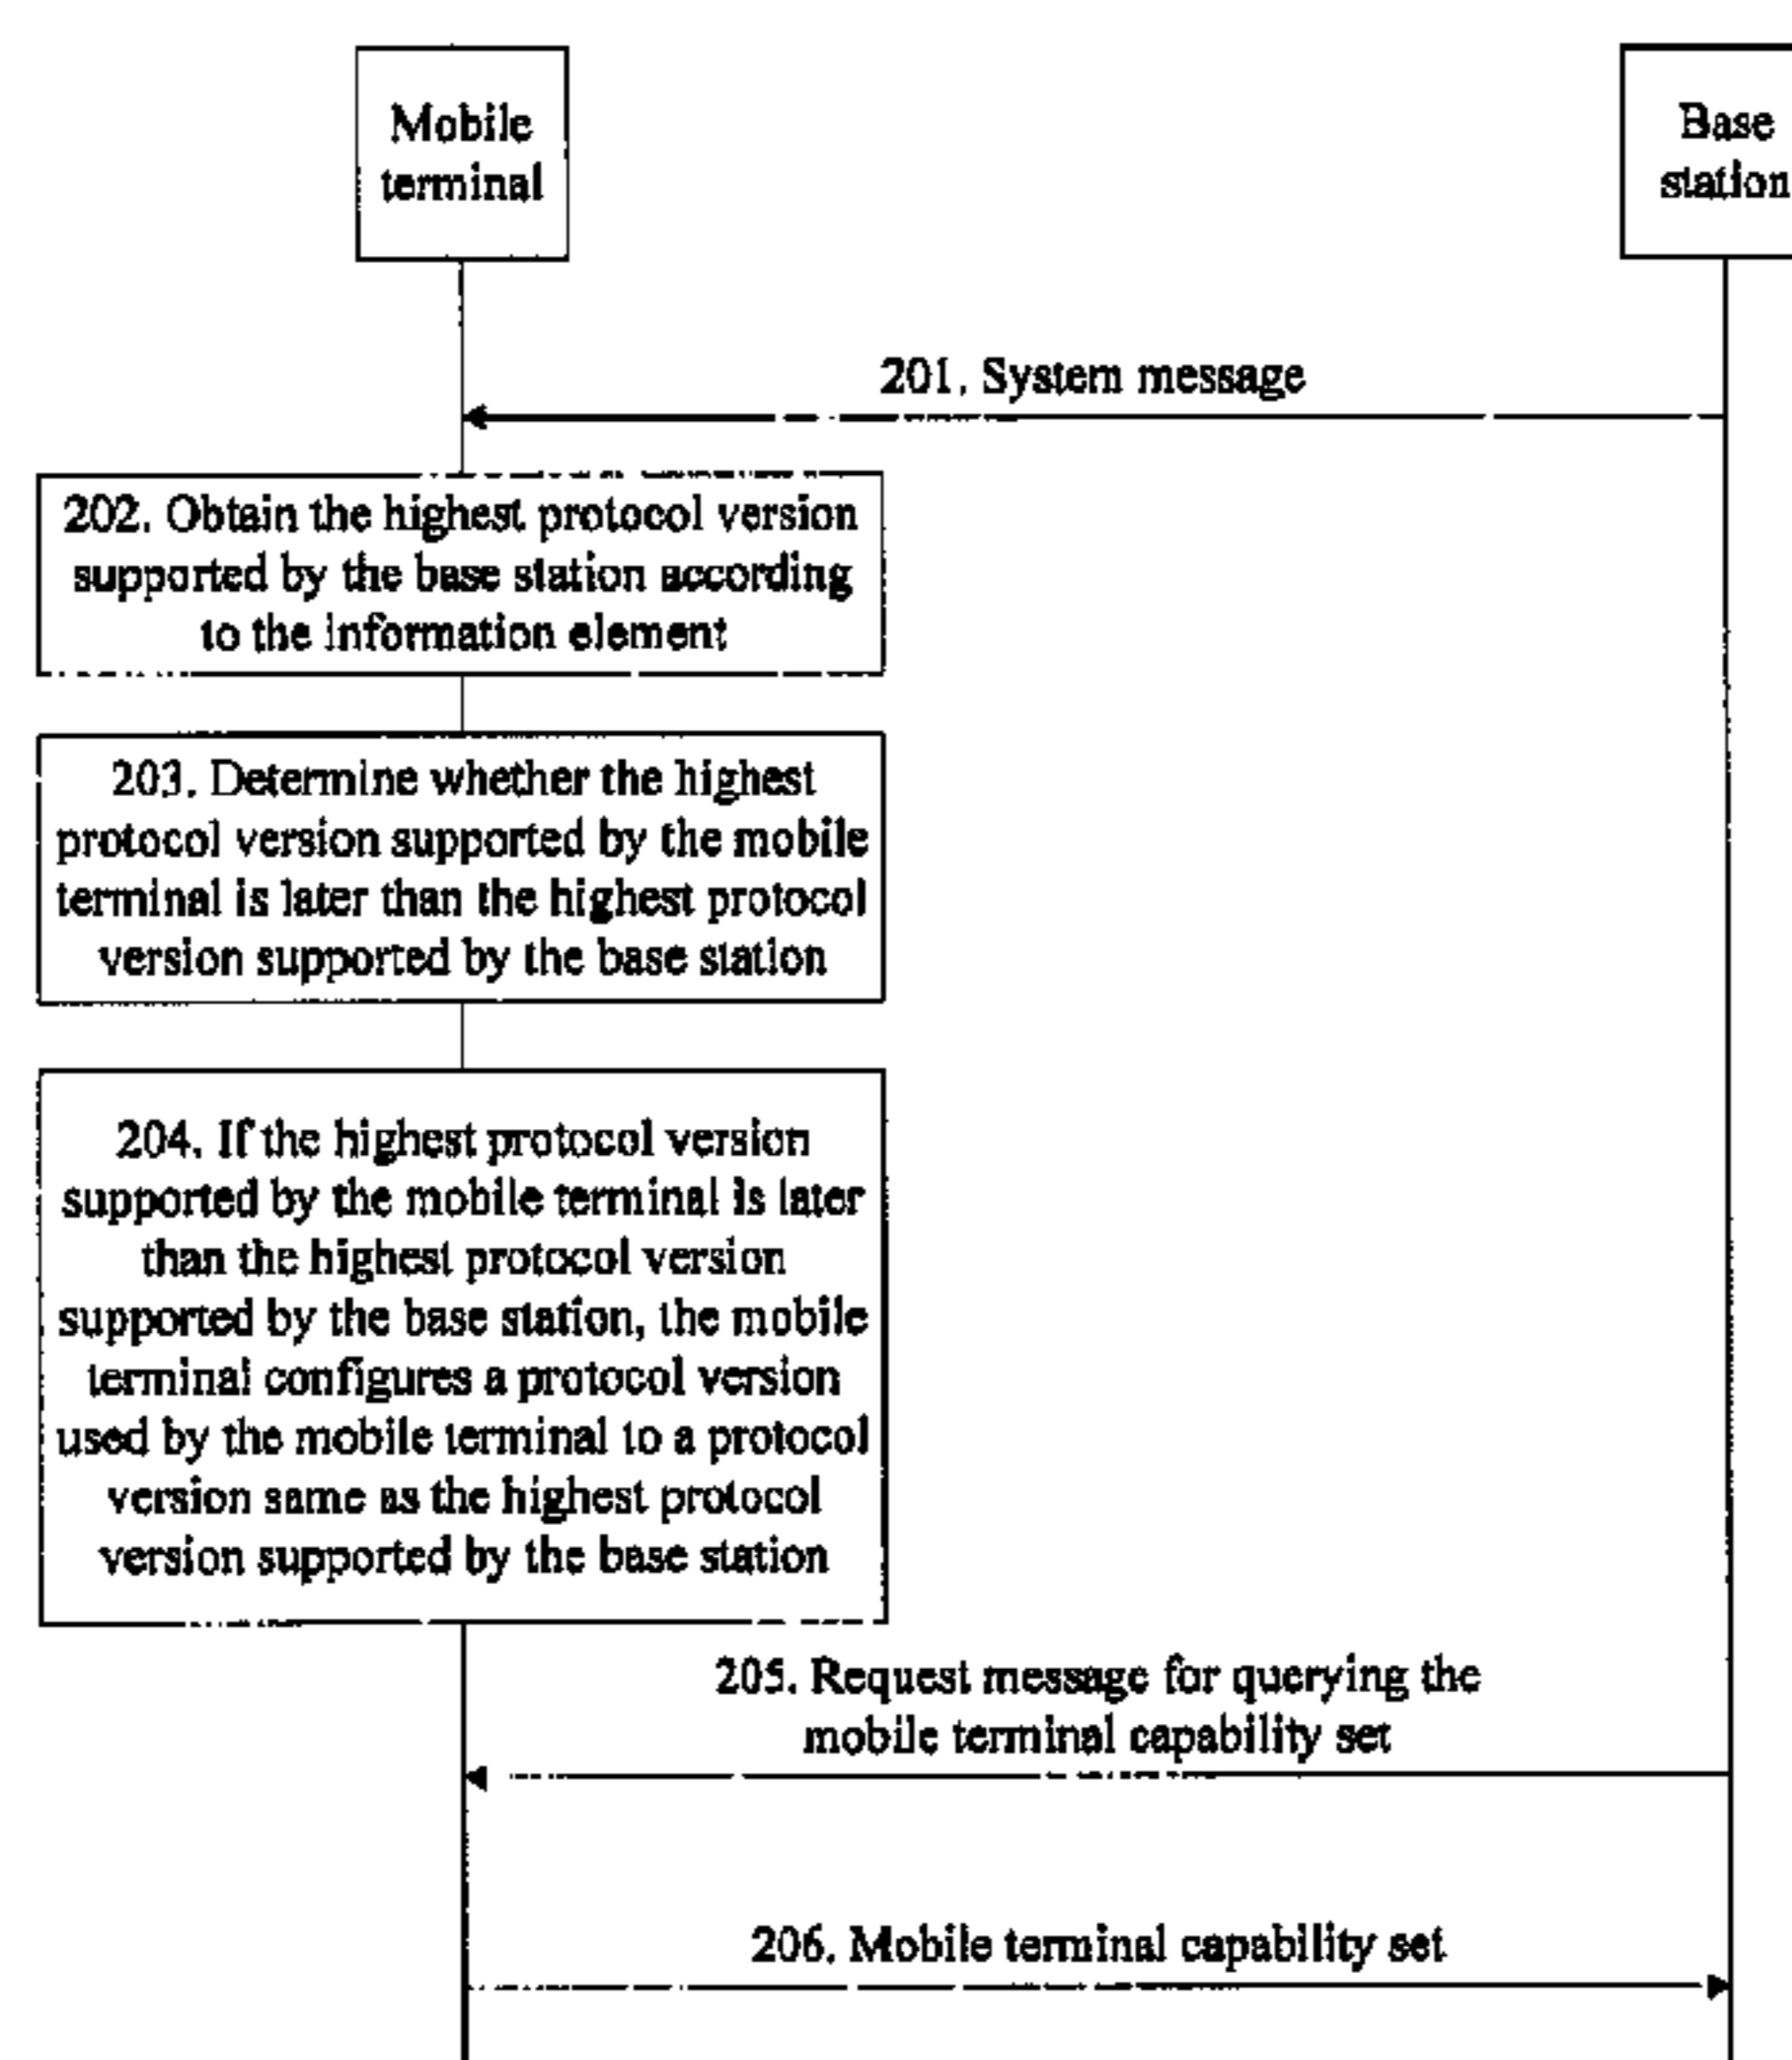 Mobile
terminal
Base
station
201. System message
202. Obtain the highest protocol version
supported by the base station according
to the information element
203. Determine whether the highest
protocol version supported by the mobile
terminal is later than the highest protocol
version supported by the base station
204. If the highest protocol version
supported by the mobile terminal is later
than the highest protocol version
supported by the base station, the mobile
terminal configures a protocol version
used by the mobile terminal to a protocol
version same as the highest protocol
version supported by the base station
205. Request message for querying the
mobile terminal capability set
206. Mobile terminal capability set